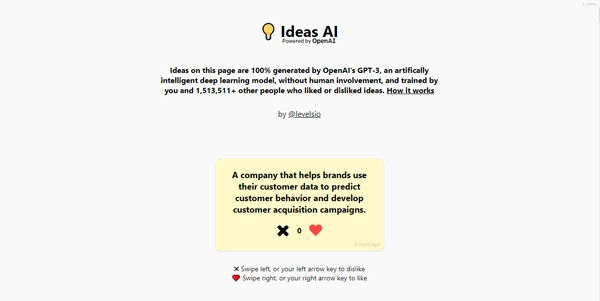 Ideas AI
Powered by OpenAI
Ideas on this page are 100% generated by OpenAI's GPT-3, an artifically
intelligent deep learning model, without human involvement, and trained by
you and 1,513,511+ other people who liked or disliked ideas. How it works
by @levelsio
A company that helps brands use
their customer data to predict
customer behavior and develop
customer acquisition campaigns.
0
Swipe left, or your left arrow key to dislike
Swipe right, or your right arrow key to like